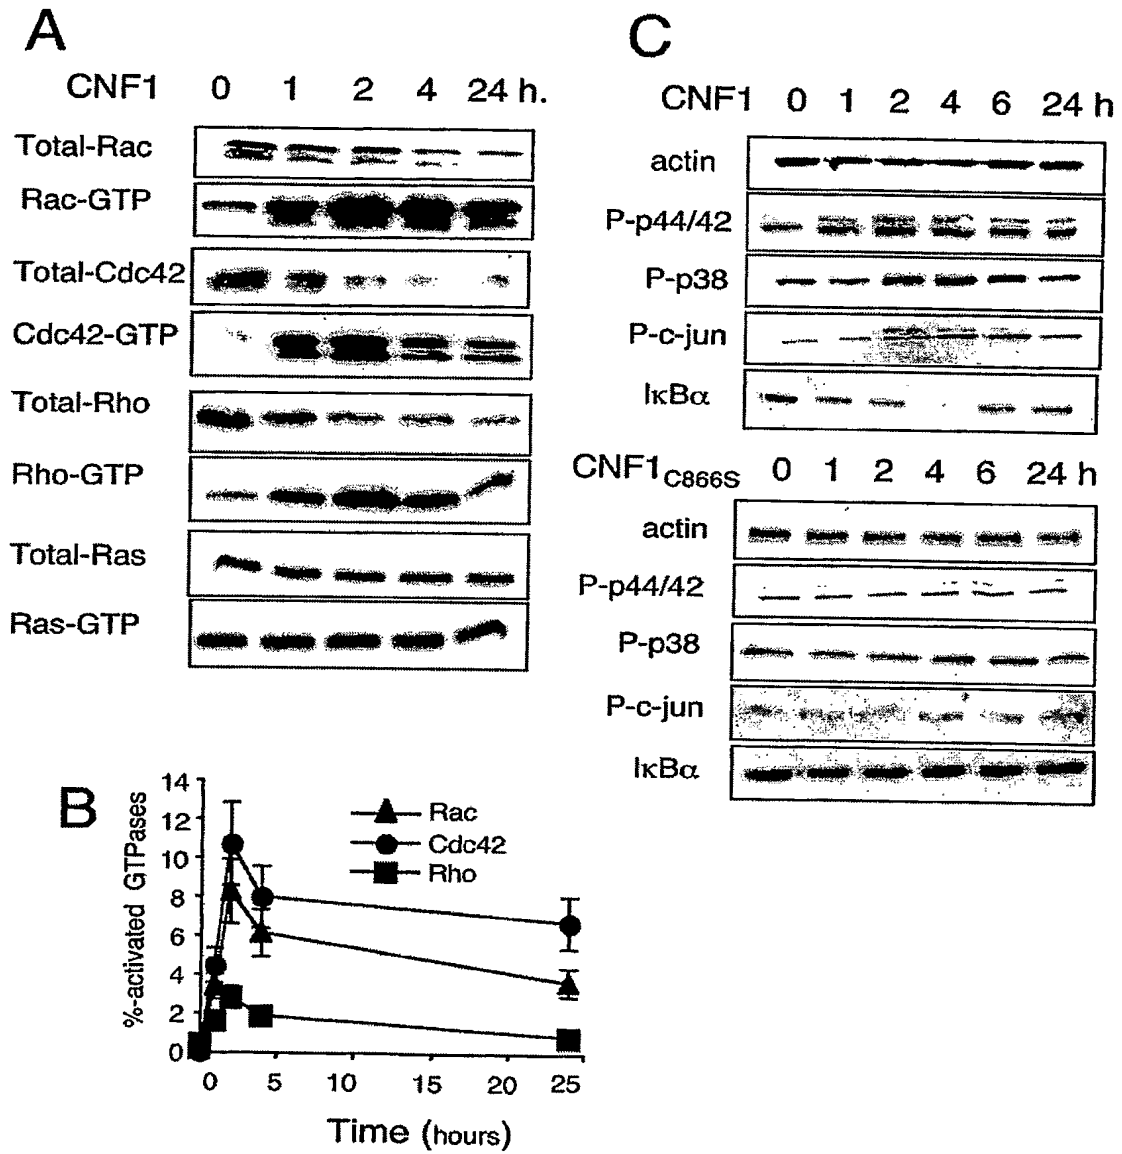 A
CNF1 0 1 2 4 24 h.
Total-Rac
Rac-GTP
Total-Cdc42
Cdc42-GTP
Total-Rho
Rho-GTP
Total-Ras
Ras-GTP
B
%-activated GTPases
14
12
10
8
6
4
2
0
Rac
Cdc42
Rho
0 5 10 15 20 25
Time (hours)
C
CNF1 0 1 2 4 6 24 h
actin
P-p44/42
P-p38
P-c-jun
IκBα
CNF1C866S 0 1 2 4 6 24 h
actin
P-p44/42
P-p38
P-c-jun
IκBα